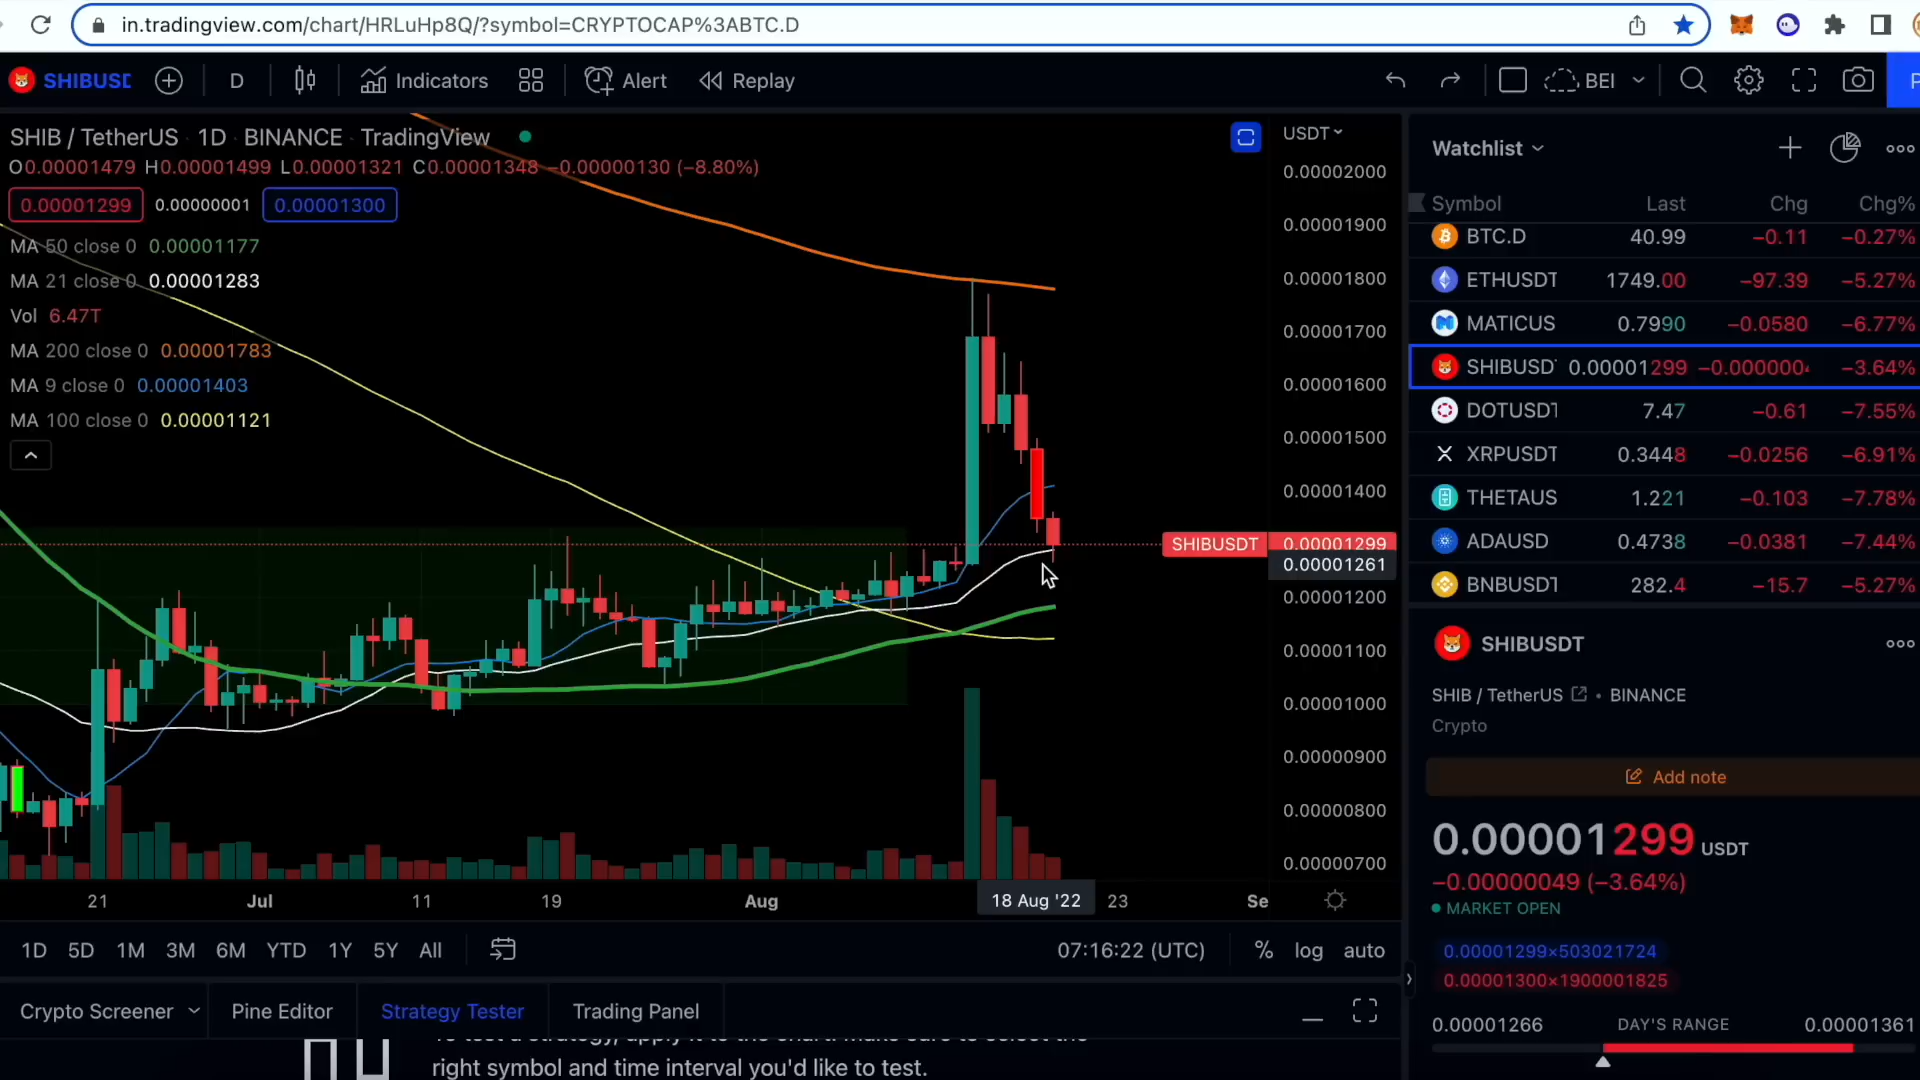 in.tradingview.com/chart/HRLuHp8Q/?symbol=CRYPTOCAP%3ABTC.D
SHIBUSD D Indicators Alert Replay BEI
SHIB / TetherUS 1D BINANCE TradingView
O0.00001479 H0.00001499 L0.00001321 C0.00001348 −0.00000130 (−8.80%)
0.00001299 0.00000001 0.00001300
MA 50 close 0 0.00001177
MA 21 close 0 0.00001283
Vol 6.47T
MA 200 close 0 0.00001783
MA 9 close 0 0.00001403
MA 100 close 0 0.00001121
USDT
0.00002000
0.00001900
0.00001800
0.00001700
0.00001600
0.00001500
0.00001400
SHIBUSDT 0.00001299
0.00001261
0.00001200
0.00001100
0.00001000
0.00000900
0.00000800
0.00000700
21 Jul 11 19 Aug 18 Aug '22 23 Se
1D 5D 1M 3M 6M YTD 1Y 5Y All 07:16:22 (UTC) % log auto
Crypto Screener Pine Editor Strategy Tester Trading Panel
right symbol and time interval you'd like to test.
Watchlist
Symbol Last Chg Chg%
BTC.D 40.99 −0.11 −0.27%
ETHUSDT 1749.00 −97.39 −5.27%
MATICUS 0.7990 −0.0580 −6.77%
SHIBUSD 0.00001299 −0.000000 −3.64%
DOTUSDT 7.47 −0.61 −7.55%
XRPUSDT 0.3448 −0.0256 −6.91%
THETAUS 1.221 −0.103 −7.78%
ADAUSD 0.4738 −0.0381 −7.44%
BNBUSDT 282.4 −15.7 −5.27%
SHIBUSDT
SHIB / TetherUS • BINANCE
Crypto
Add note
0.00001299 USDT
−0.00000049 (−3.64%)
MARKET OPEN
0.00001299×503021724
0.00001300×1900001825
0.00001266 DAY'S RANGE 0.00001361